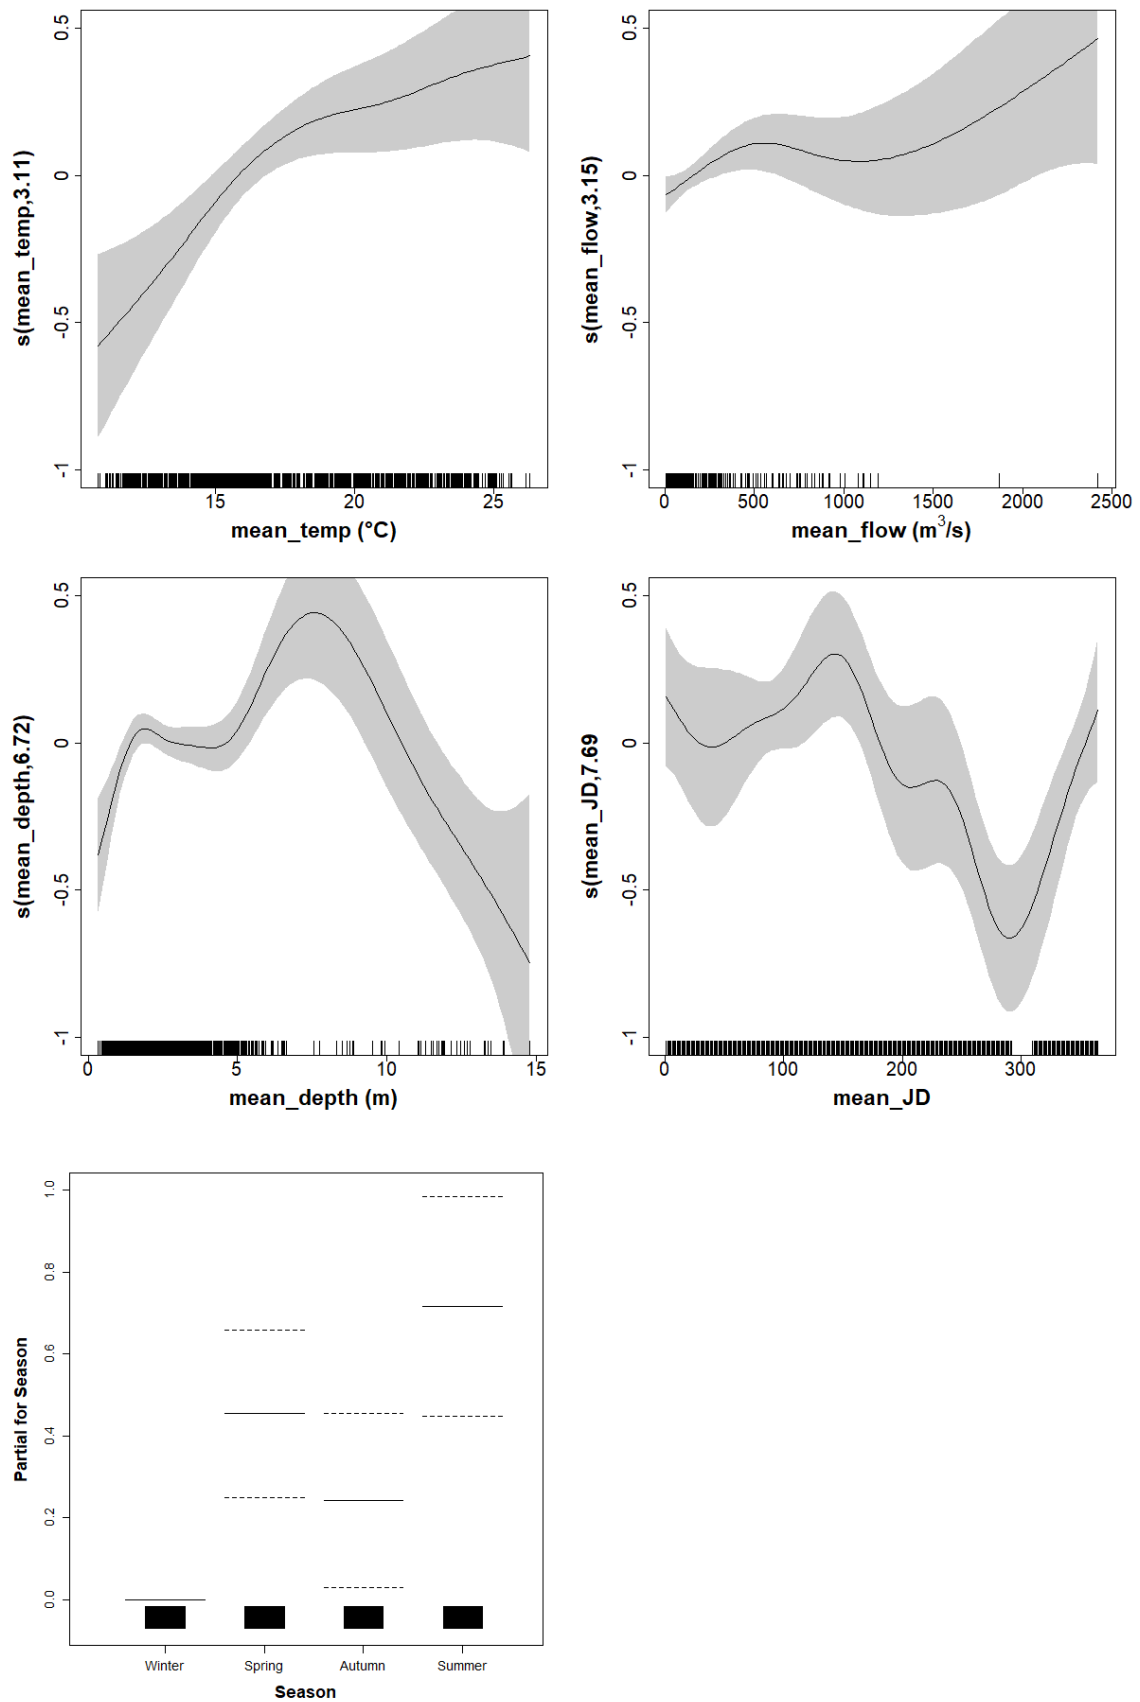 s(mean_temp,3.11)
0.5
0
-0.5
-1
15 20 25
mean_temp (°C)
s(mean_flow,3.15)
0.5
0
-0.5
-1
0 500 1000 1500 2000 2500
mean_flow (m³/s)
s(mean_depth,6.72)
0.5
0
-0.5
-1
0 5 10 15
mean_depth (m)
s(mean_JD,7.69
0.5
0
-0.5
-1
0 100 200 300
mean_JD
Partial for Season
1.0
0.8
0.6
0.4
0.2
0.0
Winter Spring Autumn Summer
Season